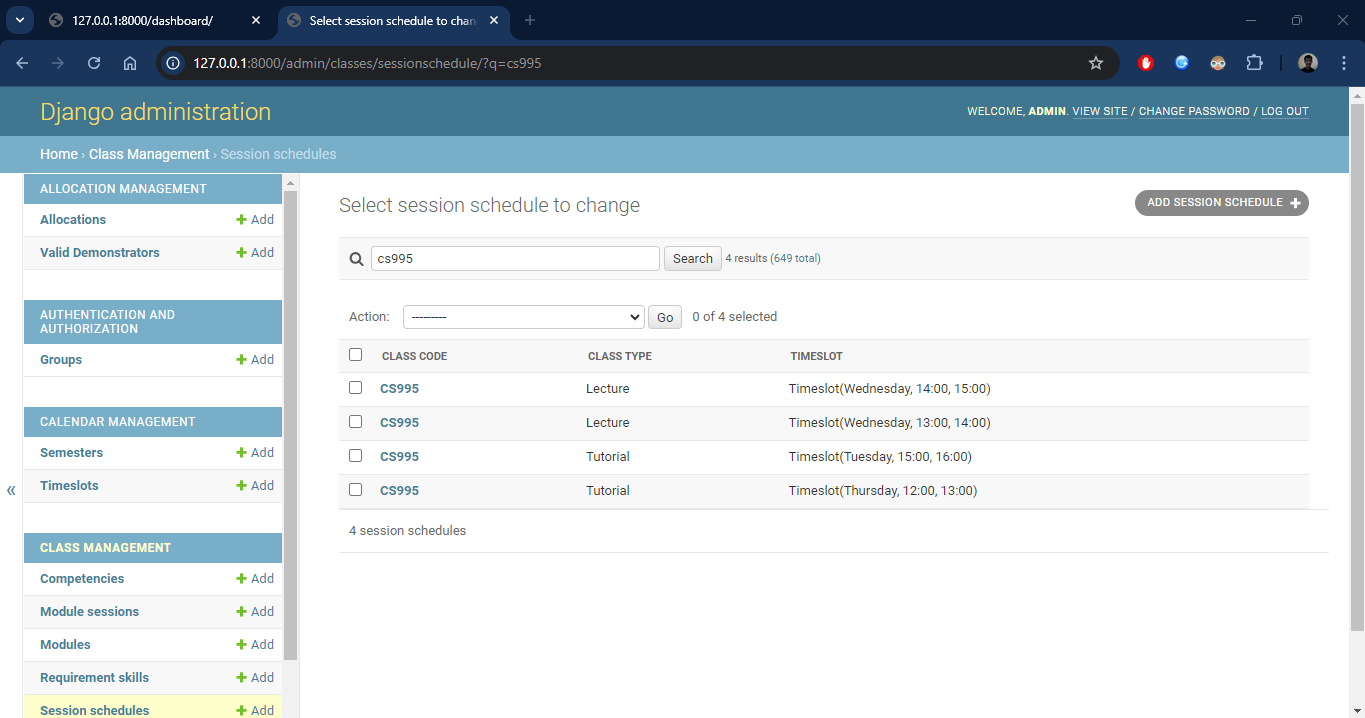 127.0.0.1:8000/dashboard/
Select session schedule to chan
127.0.0.1:8000/admin/classes/sessionschedule/?q=cs995
Django administration
WELCOME, ADMIN. VIEW SITE / CHANGE PASSWORD / LOG OUT
Home › Class Management › Session schedules
ALLOCATION MANAGEMENT
Allocations + Add
Valid Demonstrators + Add
AUTHENTICATION AND
AUTHORIZATION
Groups + Add
CALENDAR MANAGEMENT
Semesters + Add
Timeslots + Add
«
CLASS MANAGEMENT
Competencies + Add
Module sessions + Add
Modules + Add
Requirement skills + Add
Session schedules + Add
Select session schedule to change
ADD SESSION SCHEDULE +
cs995 Search 4 results (649 total)
Action: --------- Go 0 of 4 selected
CLASS CODE CLASS TYPE TIMESLOT
CS995 Lecture Timeslot(Wednesday, 14:00, 15:00)
CS995 Lecture Timeslot(Wednesday, 13:00, 14:00)
CS995 Tutorial Timeslot(Tuesday, 15:00, 16:00)
CS995 Tutorial Timeslot(Thursday, 12:00, 13:00)
4 session schedules